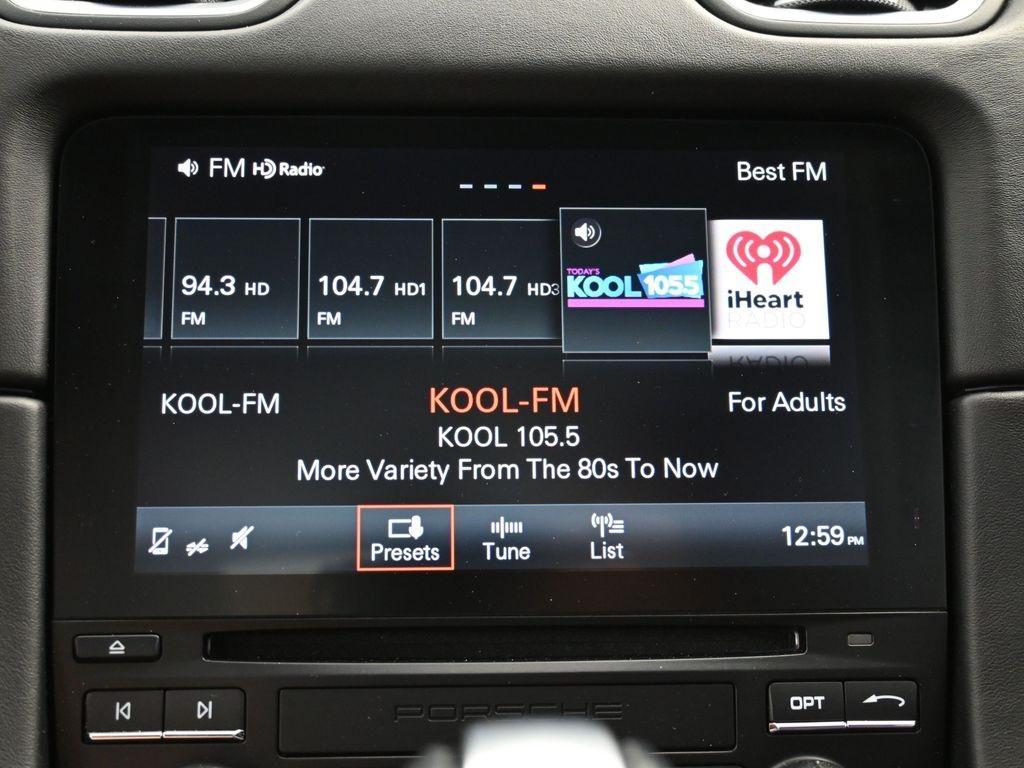 FM HD Radio
Best FM
94.3 HD
FM
104.7 HD1
FM
104.7 HD3
FM
TODAY'S
KOOL 105.5
iHeart
RADIO
KOOL-FM
KOOL-FM
For Adults
KOOL 105.5
More Variety From The 80s To Now
Presets
Tune
List
12:59 PM
PORSCHE
OPT